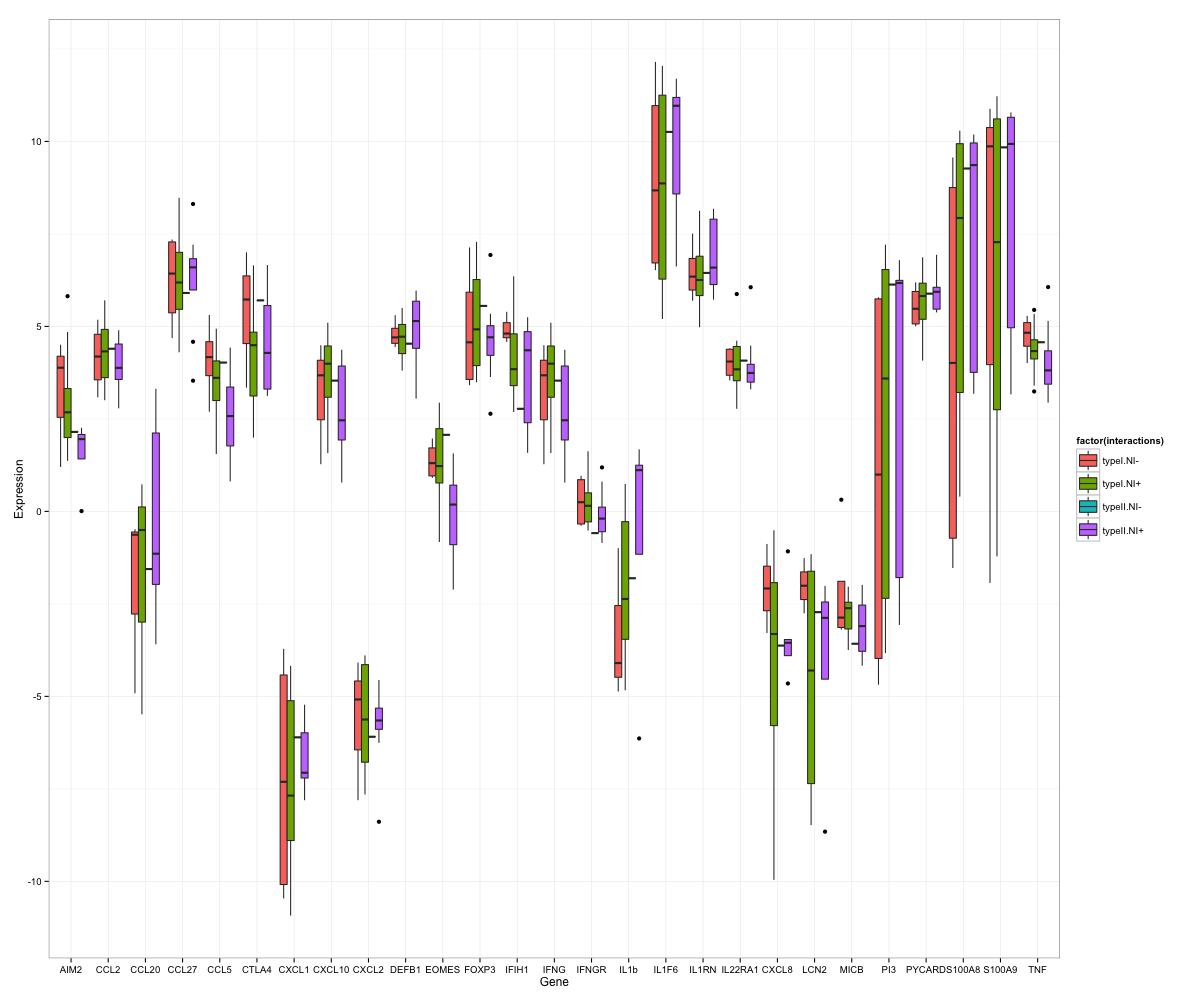 10
5
0
-5
-10
Expression
AIM2 CCL2 CCL20 CCL27 CCL5 CTLA4 CXCL1 CXCL10 CXCL2 DEFB1 EOMES FOXP3 IFIH1 IFNG IFNGR IL1b IL1F6 IL1RN IL22RA1 CXCL8 LCN2 MICB PI3 PYCARD S100A8 S100A9 TNF
Gene
factor(interactions)
typeI.NI-
typeI.NI+
typeII.NI-
typeII.NI+